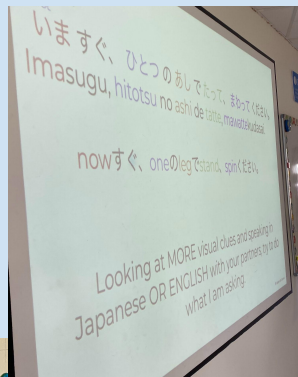 いま すぐ、ひとつ の あし で たって、まわって ください。
Imasugu, hitotsu no ashi de tatte, mawattekudatai
nowすぐ、oneのlegでstand、spinください。
Looking at MORE visual clues and speaking in
Japanese OR ENGLISH with your partners, try to do
what I am asking.